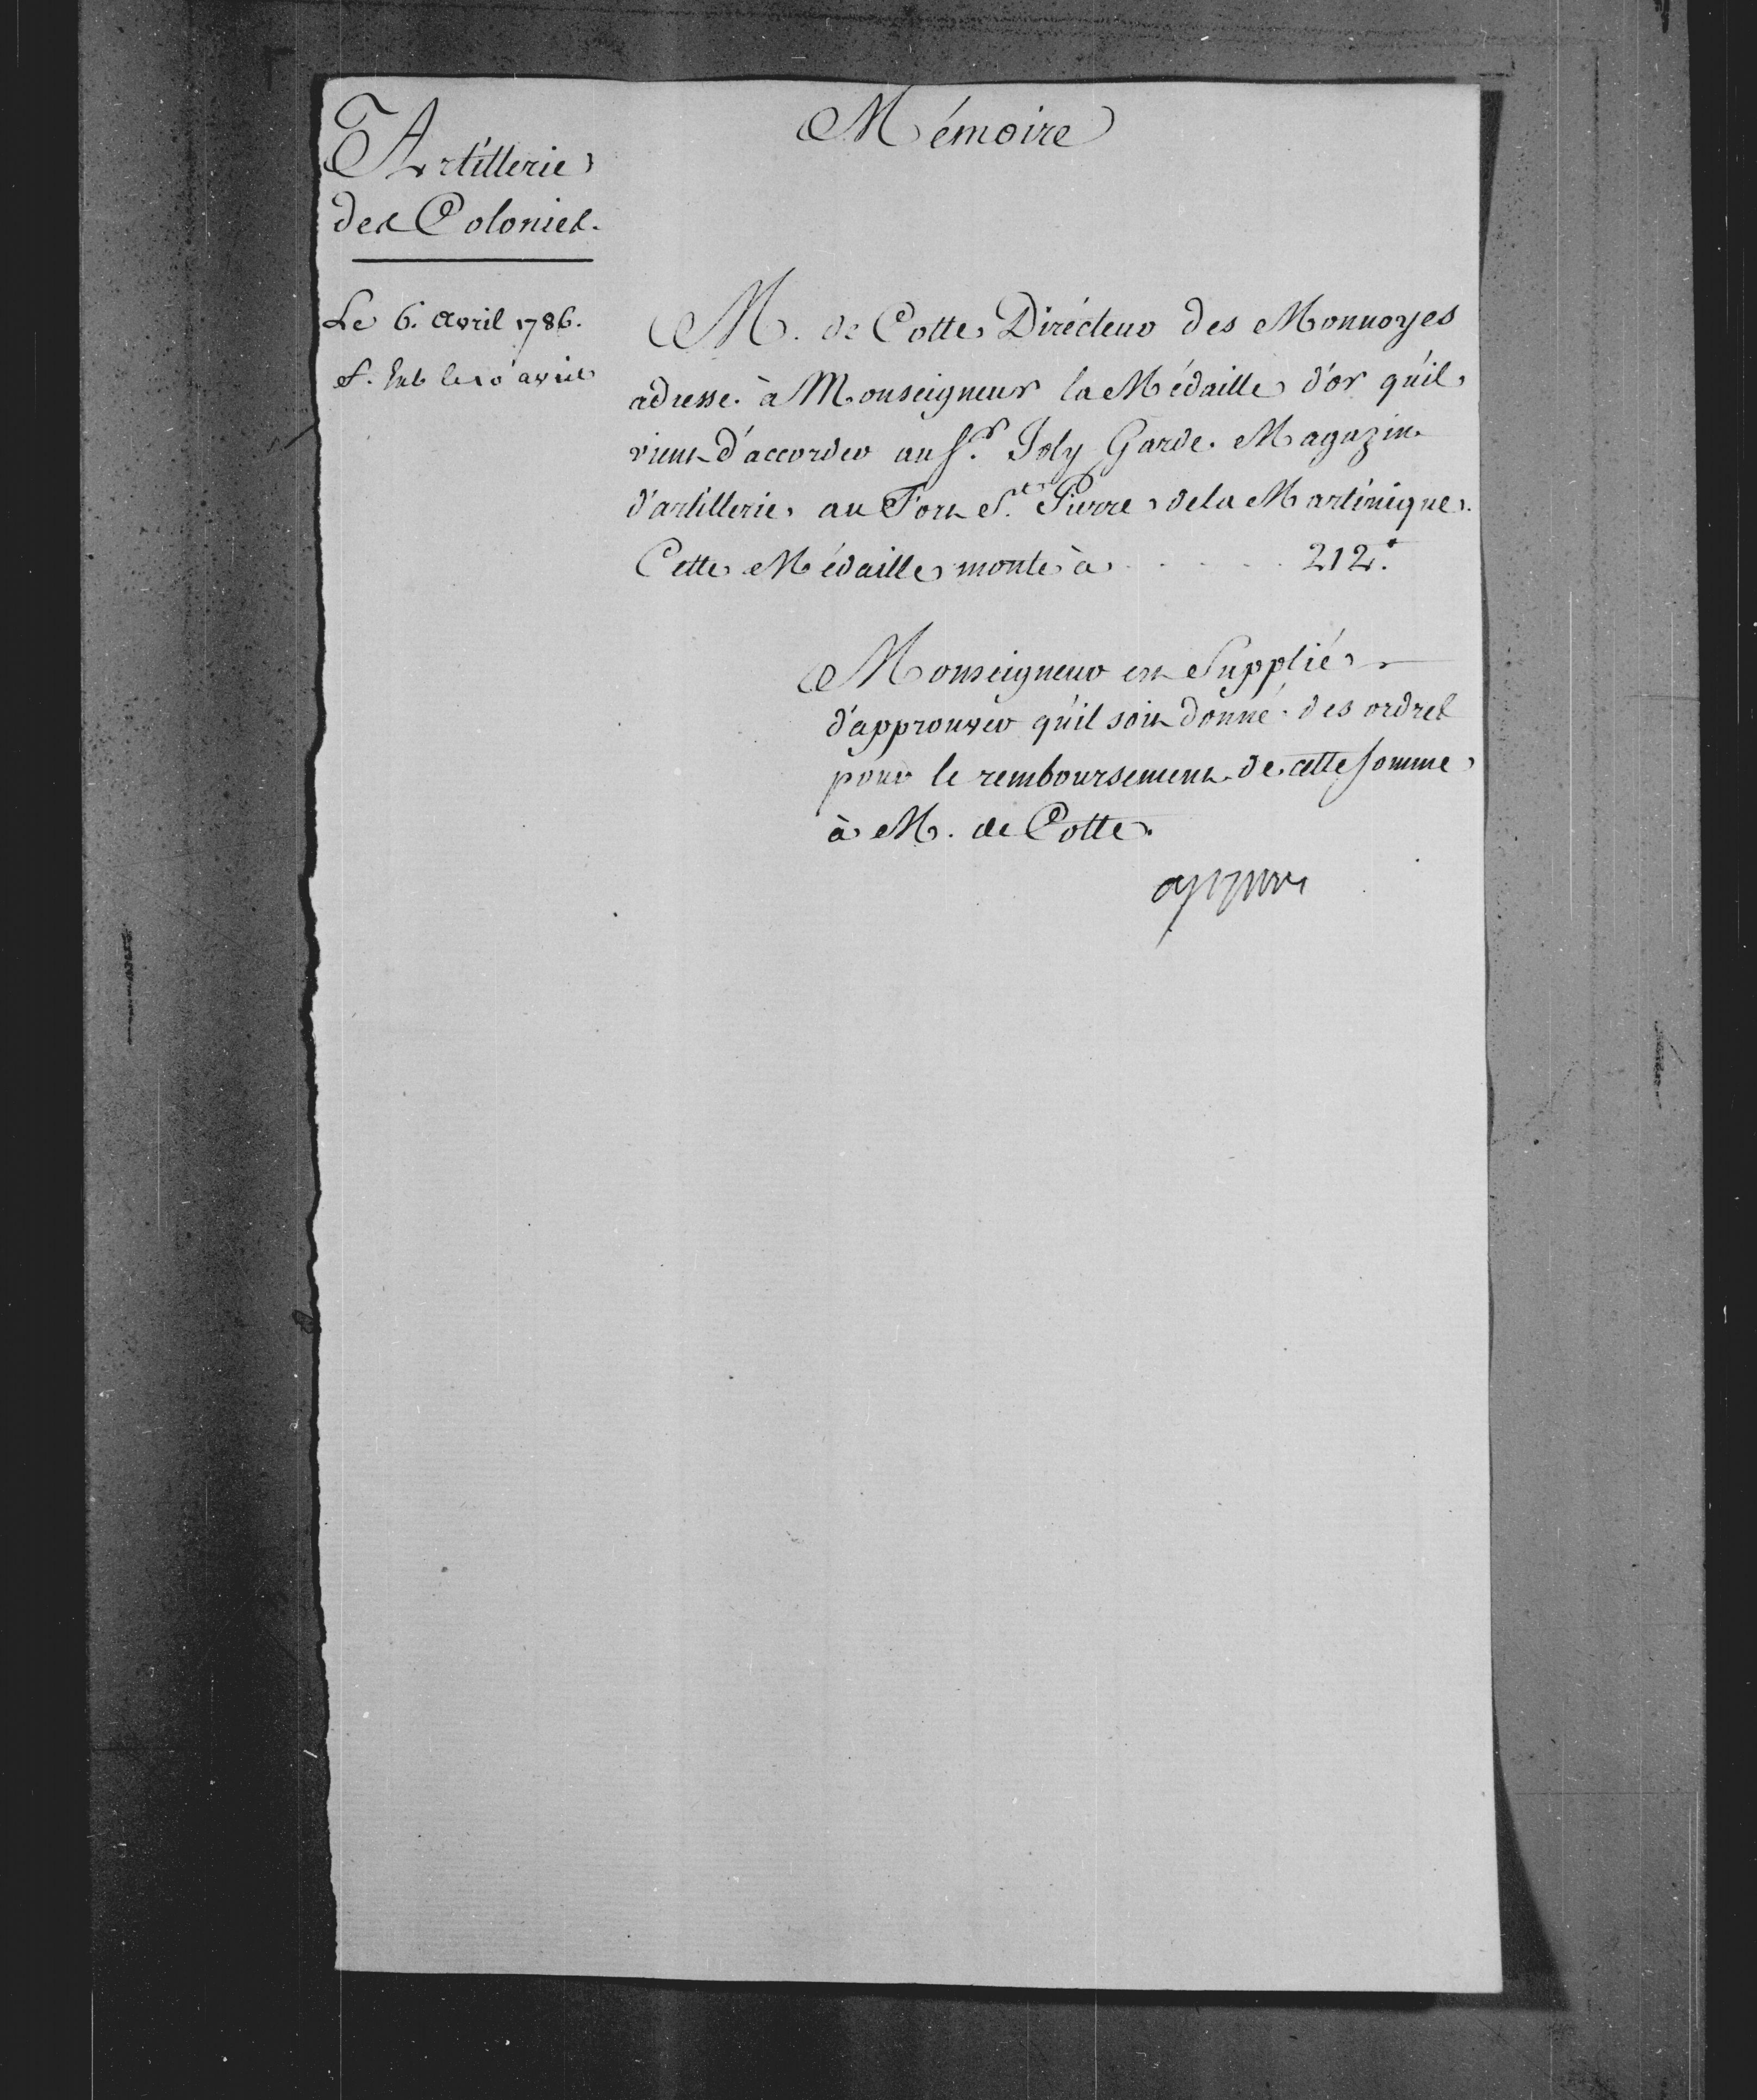 Artillerie
des Colonies.
Le 6. avril 1786.
le 10 avril
Mémoire
M. de Cotte Directeur des Monnoyes
adresse à Monseigneur la Médaille d'or qu'il
vient d'accorder au S.r Joly Garde Magazin
d'artillerie au Fort S.t Pierre de la Martinique.
Cette Médaille monte à . . . . . . 212.#
Monseigneur est Supplié
d'approuver qu'il soit donné des ordres
pour le remboursement de cette somme
à M. de Cotte.
approuvé